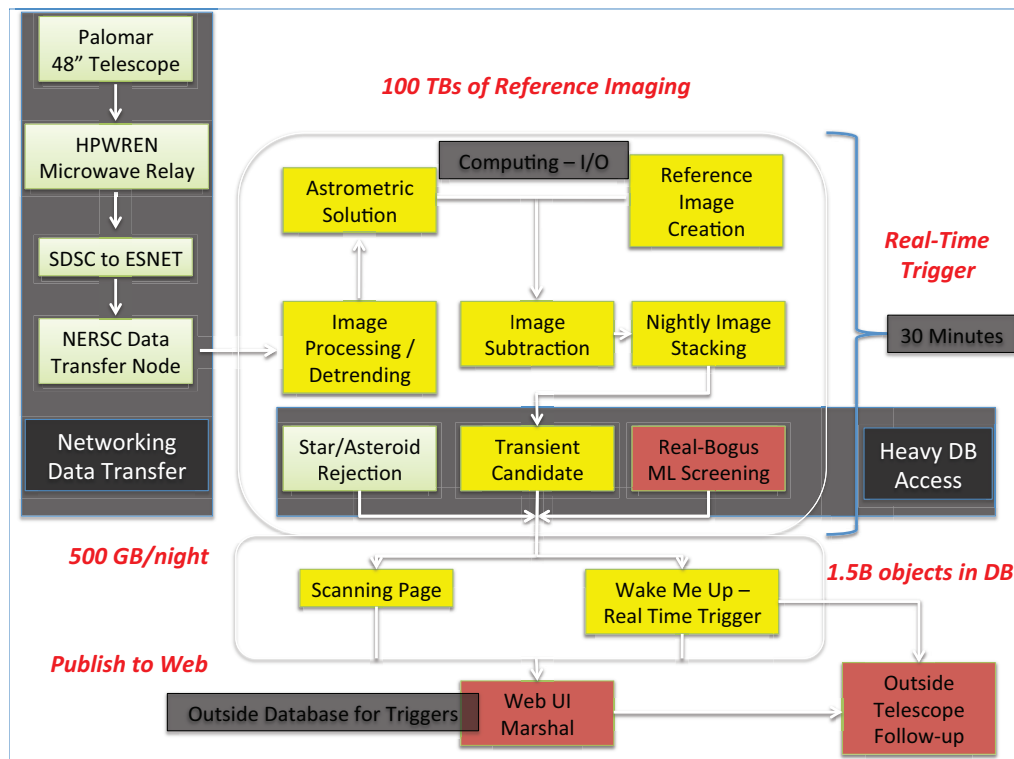 Palomar
48” Telescope
100 TBs of Reference Imaging
HPWREN
Microwave Relay
Computing – I/O
Astrometric
Solution
Reference
Image
Creation
SDSC to ESNET
Real-Time
Trigger
NERSC Data
Transfer Node
Image
Processing /
Detrending
Image
Subtraction
Nightly Image
Stacking
30 Minutes
Networking
Data Transfer
Star/Asteroid
Rejection
Transient
Candidate
Real-Bogus
ML Screening
Heavy DB
Access
500 GB/night
1.5B objects in DB
Scanning Page
Wake Me Up –
Real Time Trigger
Publish to Web
Outside Database for Triggers
Web UI
Marshal
Outside
Telescope
Follow-up